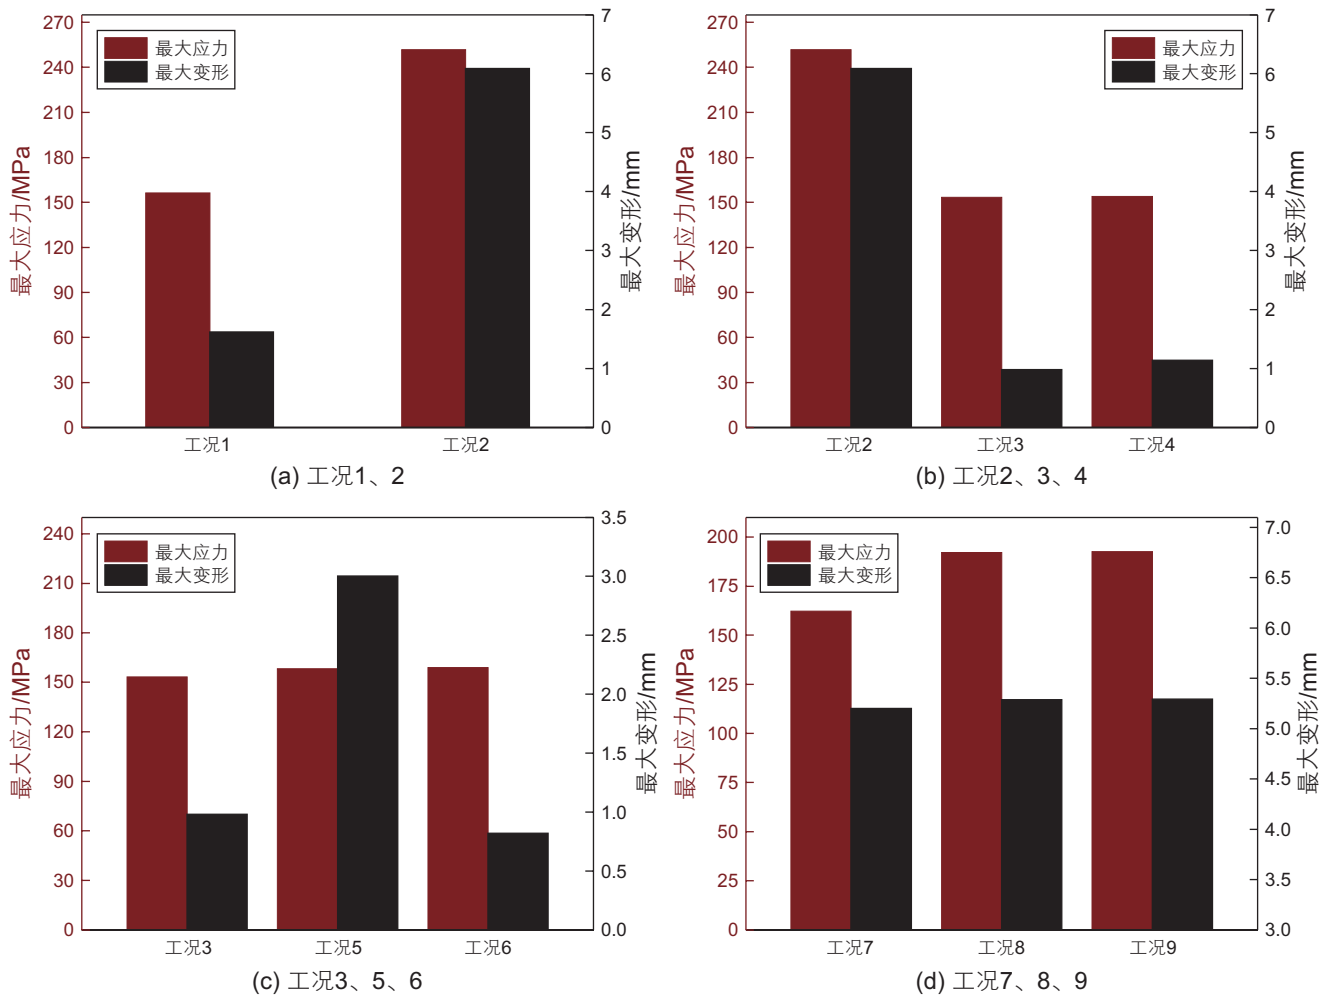 270
240
210
180
150
120
90
60
30
0
最大应力/MPa
最大应力
最大变形
7
6
5
4
3
2
1
0
最大变形/mm
工况1
工况2
(a) 工况1、2
270
240
210
180
150
120
90
60
30
0
最大应力/MPa
最大应力
最大变形
7
6
5
4
3
2
1
0
最大变形/mm
工况2
工况3
工况4
(b) 工况2、3、4
240
210
180
150
120
90
60
30
0
最大应力/MPa
最大应力
最大变形
3.5
3.0
2.5
2.0
1.5
1.0
0.5
0.0
最大变形/mm
工况3
工况5
工况6
(c) 工况3、5、6
200
175
150
125
100
75
50
25
0
最大应力/MPa
最大应力
最大变形
7.0
6.5
6.0
5.5
5.0
4.5
4.0
3.5
3.0
最大变形/mm
工况7
工况8
工况9
(d) 工况7、8、9